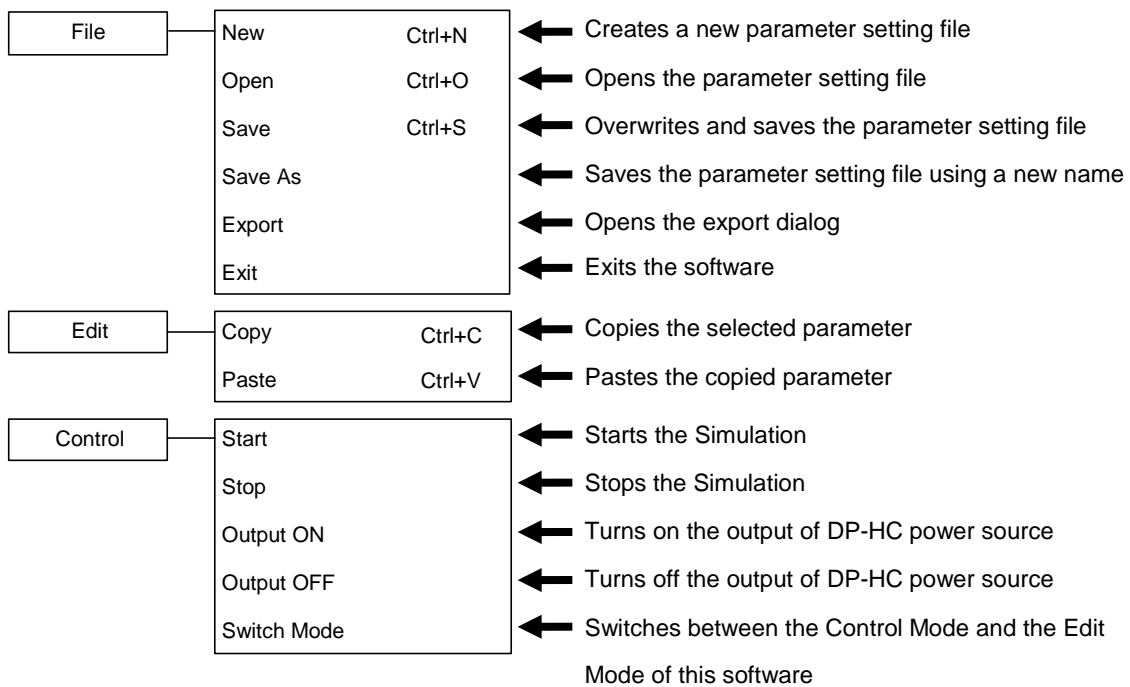 File New Ctrl+N Creates a new parameter setting file
Open Ctrl+O Opens the parameter setting file
Save Ctrl+S Overwrites and saves the parameter setting file
Save As Saves the parameter setting file using a new name
Export Opens the export dialog
Exit Exits the software
Edit Copy Ctrl+C Copies the selected parameter
Paste Ctrl+V Pastes the copied parameter
Control Start Starts the Simulation
Stop Stops the Simulation
Output ON Turns on the output of DP-HC power source
Output OFF Turns off the output of DP-HC power source
Switch Mode Switches between the Control Mode and the Edit
Mode of this software